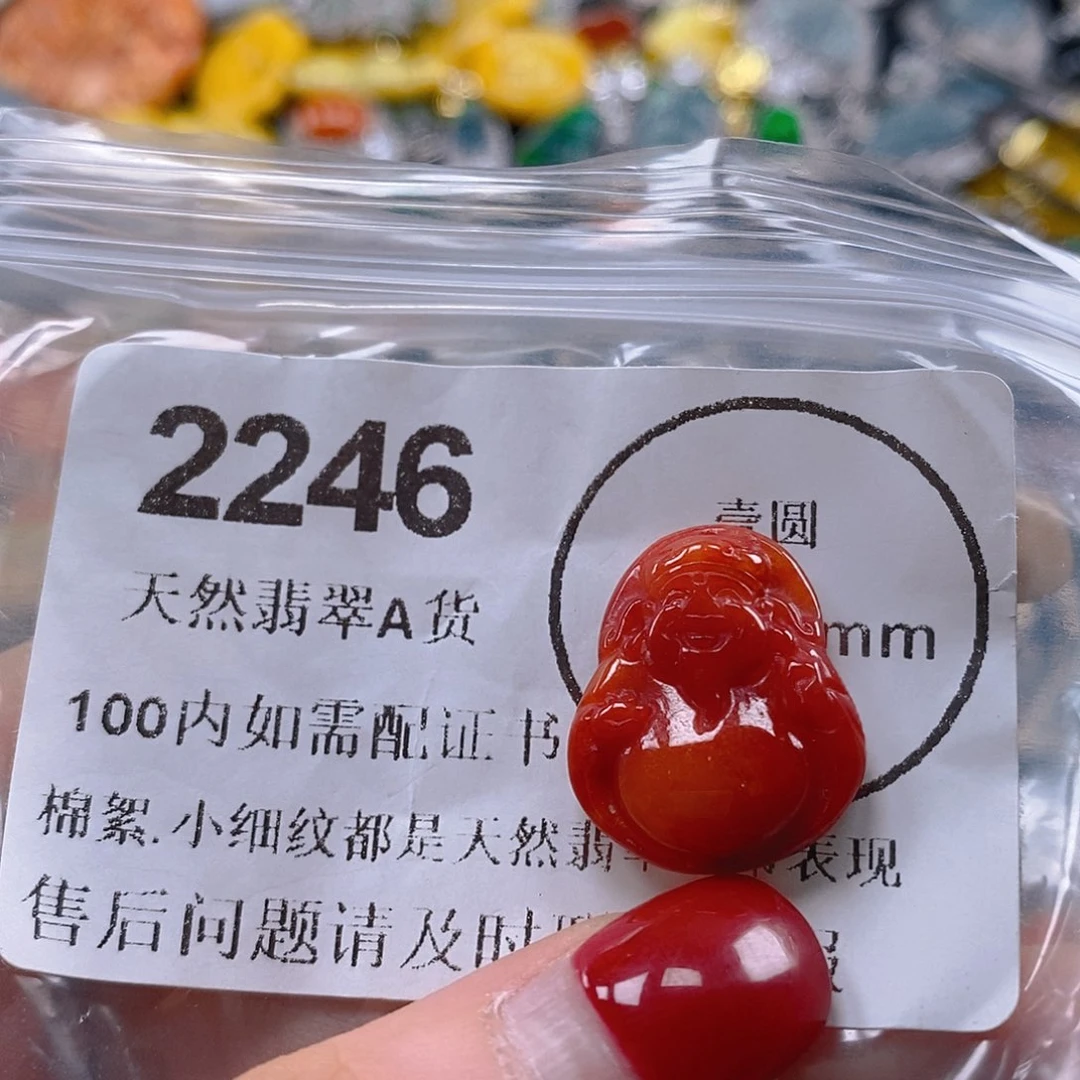 2246
壹圆
天然翡翠A货
mm
100内如需配证书
棉絮.小细纹都是天然翡 表现
售后问题请及时